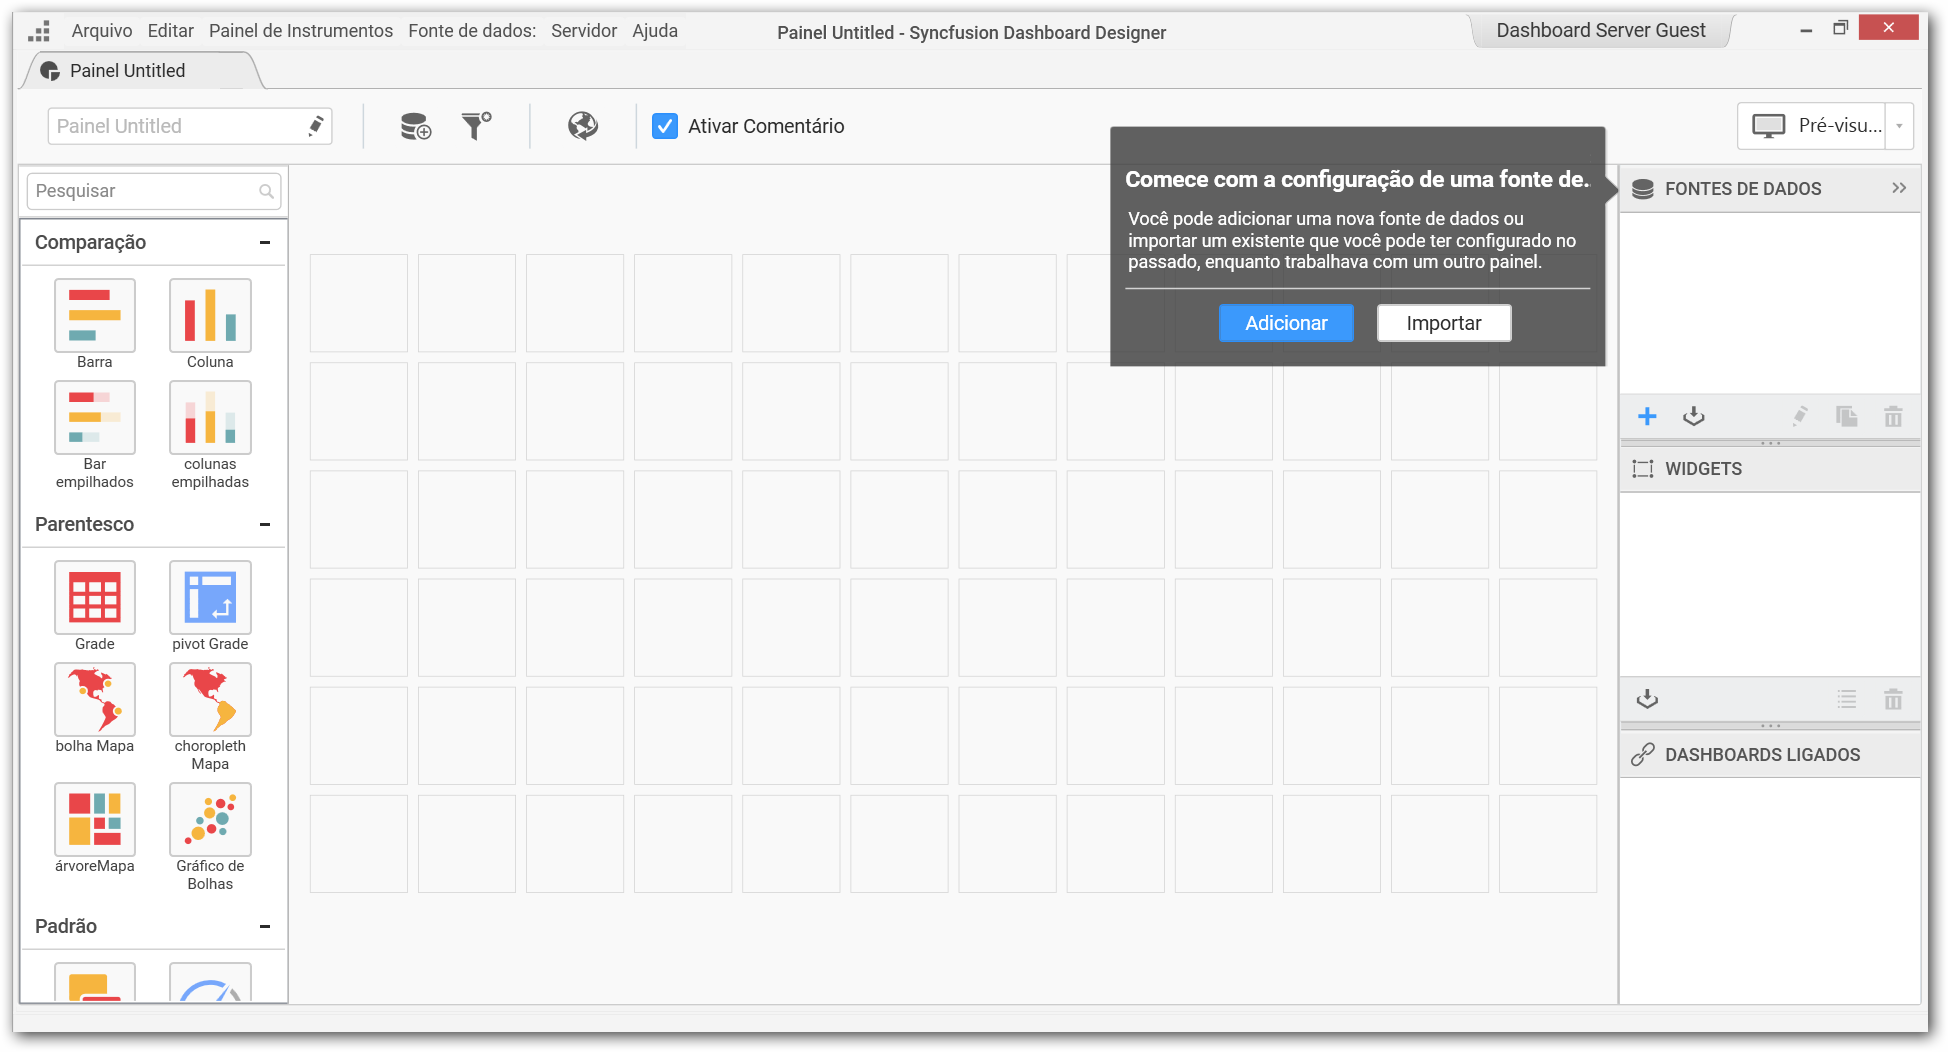 Arquivo Editar Painel de Instrumentos Fonte de dados: Servidor Ajuda
Painel Untitled - Syncfusion Dashboard Designer
Dashboard Server Guest
Painel Untitled
Painel Untitled
Ativar Comentário
Pré-visu...
Pesquisar
Comparação
Barra
Coluna
Bar
empilhados
colunas
empilhadas
Parentesco
Grade
pivot Grade
bolha Mapa
choropleth
Mapa
árvoreMapa
Gráfico de
Bolhas
Padrão
Comece com a configuração de uma fonte de..
Você pode adicionar uma nova fonte de dados ou
importar um existente que você pode ter configurado no
passado, enquanto trabalhava com um outro painel.
Adicionar
Importar
FONTES DE DADOS
WIDGETS
DASHBOARDS LIGADOS